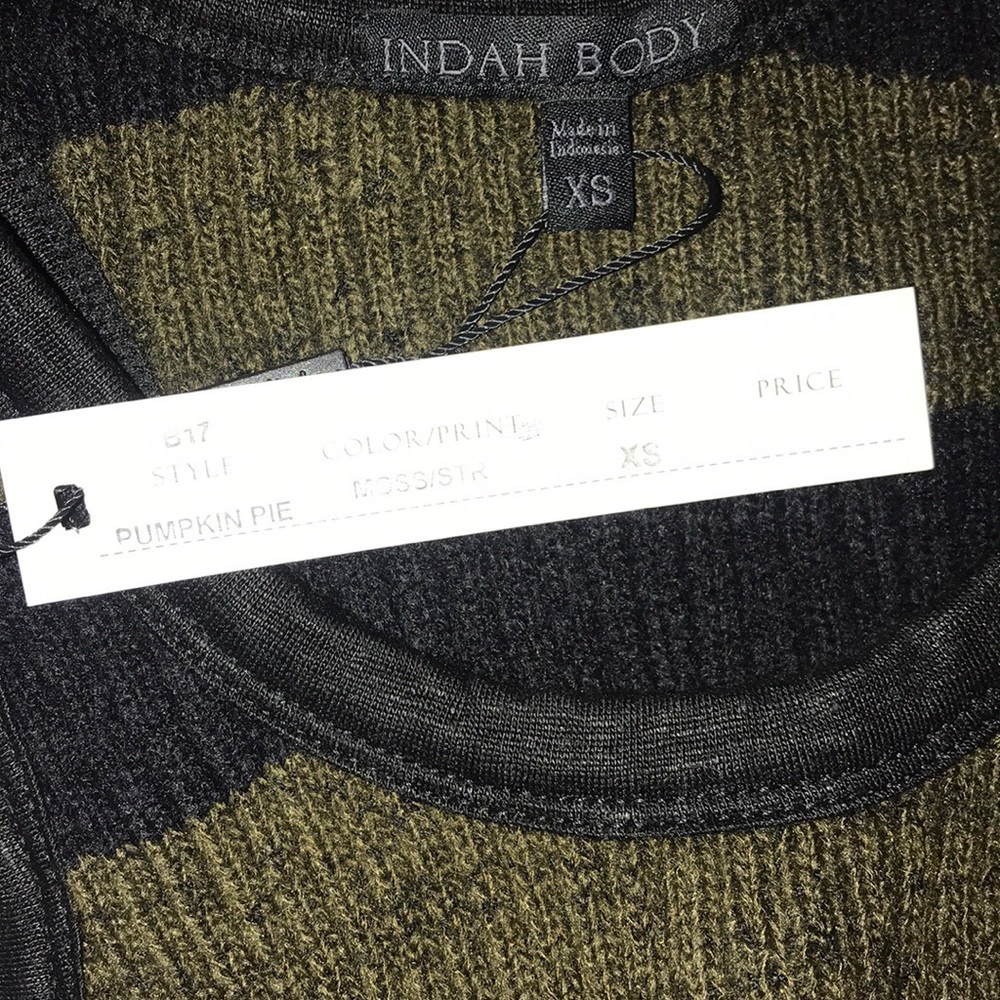 INDAH BODY
Made in
Indonesia
XS
B17
STYLE COLOR/PRINT SIZE PRICE
PUMPKIN PIE MOSS/STR XS